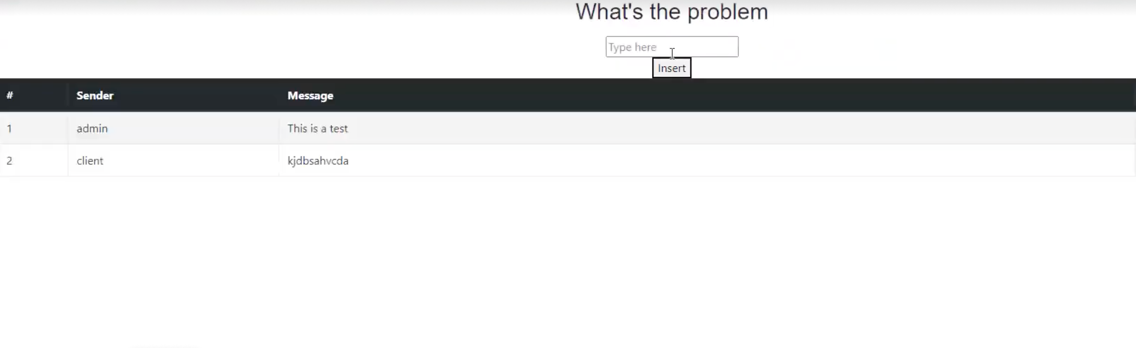 What's the problem
Type here
Insert
# Sender Message
1 admin This is a test
2 client kjdbsahvcda